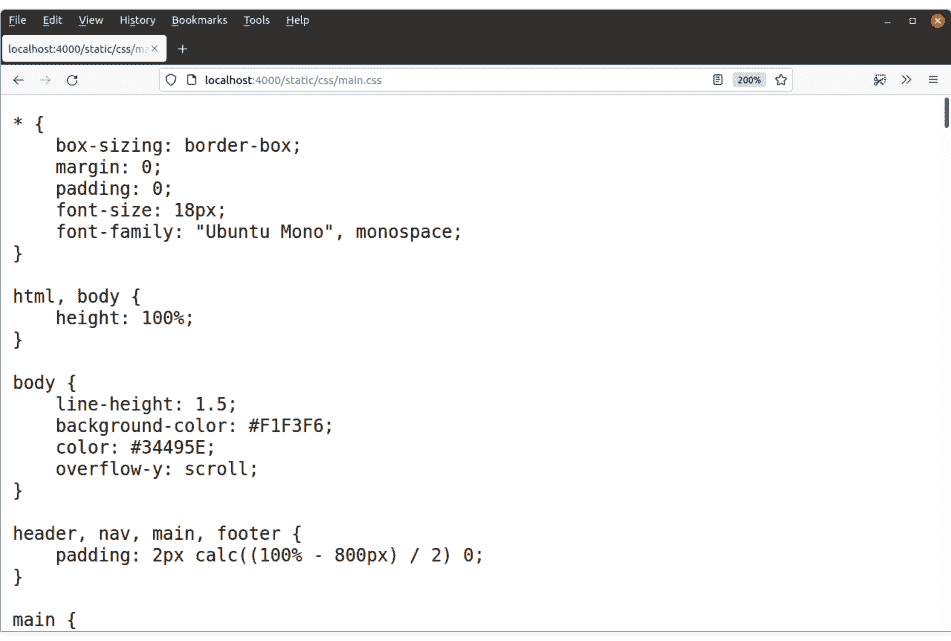 File Edit View History Bookmarks Tools Help
localhost:4000/static/css/ma
localhost:4000/static/css/main.css 200%
* {
    box-sizing: border-box;
    margin: 0;
    padding: 0;
    font-size: 18px;
    font-family: "Ubuntu Mono", monospace;
}
html, body {
    height: 100%;
}
body {
    line-height: 1.5;
    background-color: #F1F3F6;
    color: #34495E;
    overflow-y: scroll;
}
header, nav, main, footer {
    padding: 2px calc((100% - 800px) / 2) 0;
}
main {